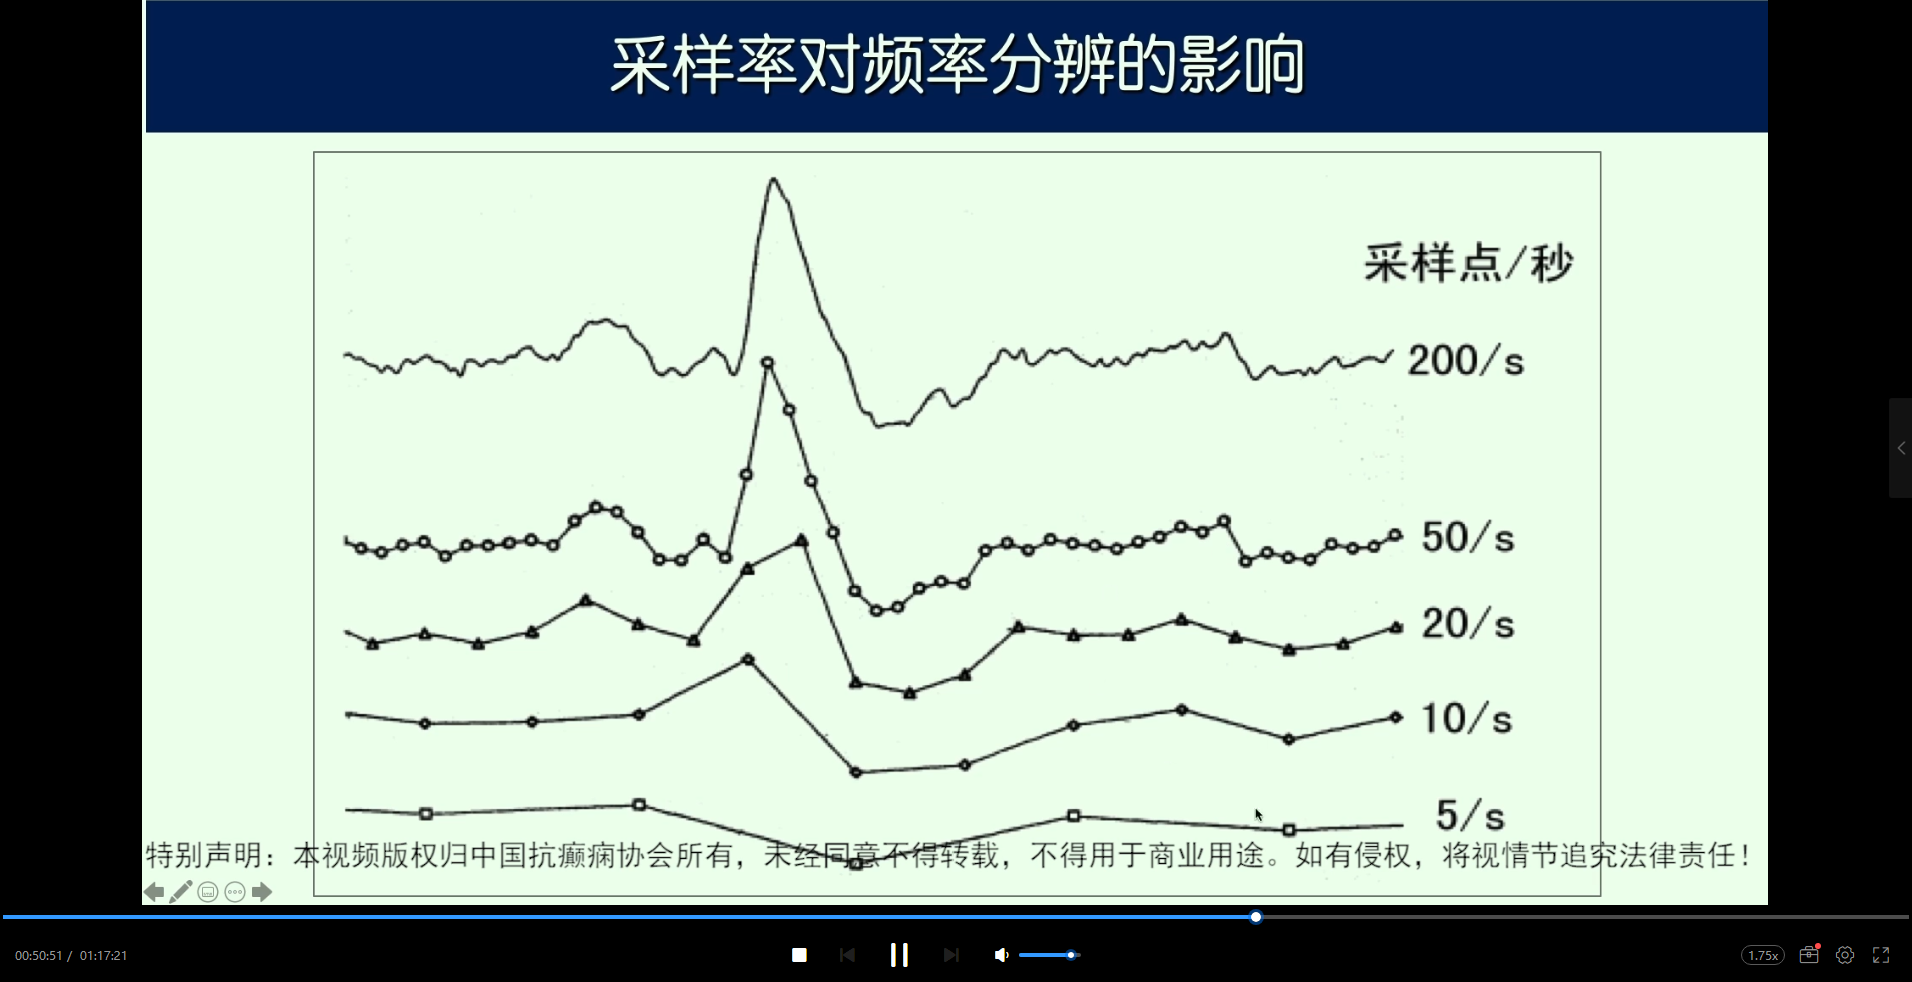 采样率对频率分辨的影响
采样点/秒
200/s
50/s
20/s
10/s
5/s
特别声明：本视频版权归中国抗癫痫协会所有，未经同意不得转载，不得用于商业用途。如有侵权，将视情节追究法律责任！
00:50:51 / 01:17:21
1.75x